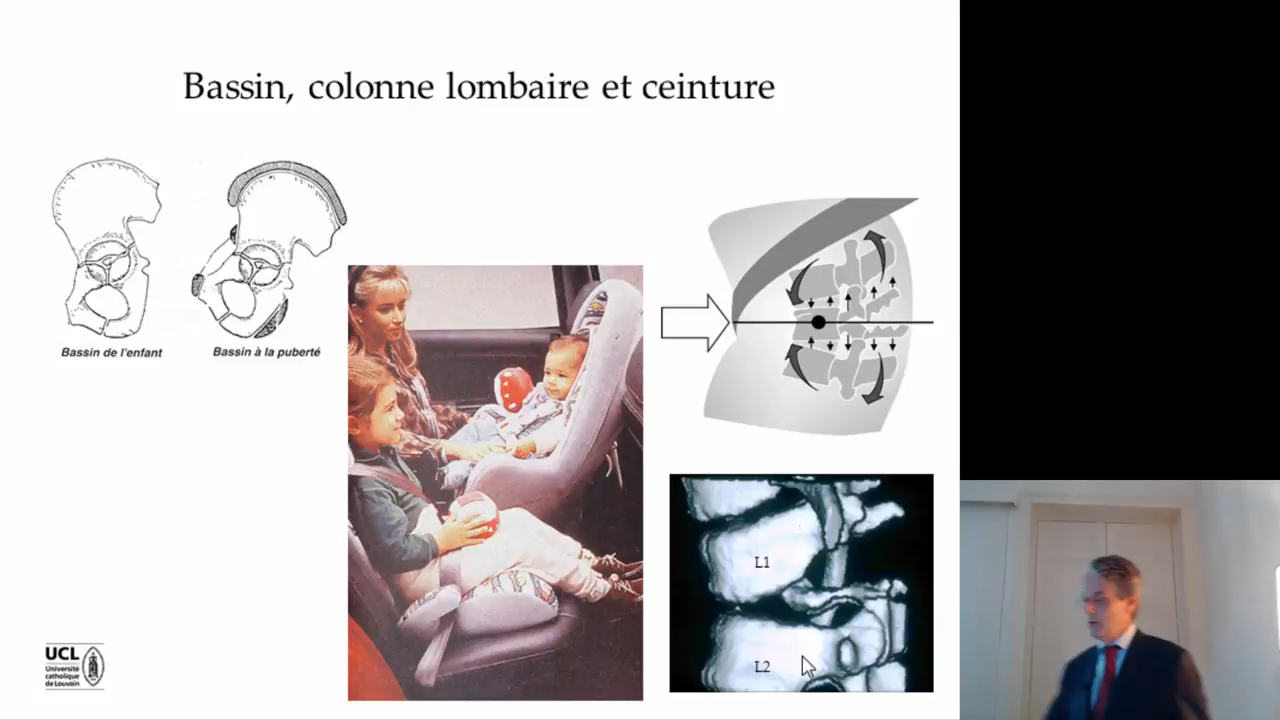 Bassin, colonne lombaire et ceinture
Bassin de l'enfant
Bassin à la puberté
L1
L2
UCL
Université
catholique
de Louvain